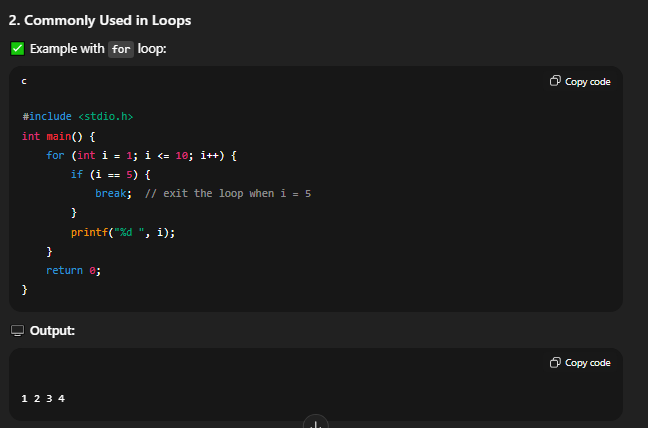 2. Commonly Used in Loops
✅ Example with for loop:
c
Copy code
#include <stdio.h>
int main() {
    for (int i = 1; i <= 10; i++) {
        if (i == 5) {
            break;  // exit the loop when i = 5
        }
        printf("%d ", i);
    }
    return 0;
}
Output:
Copy code
1 2 3 4